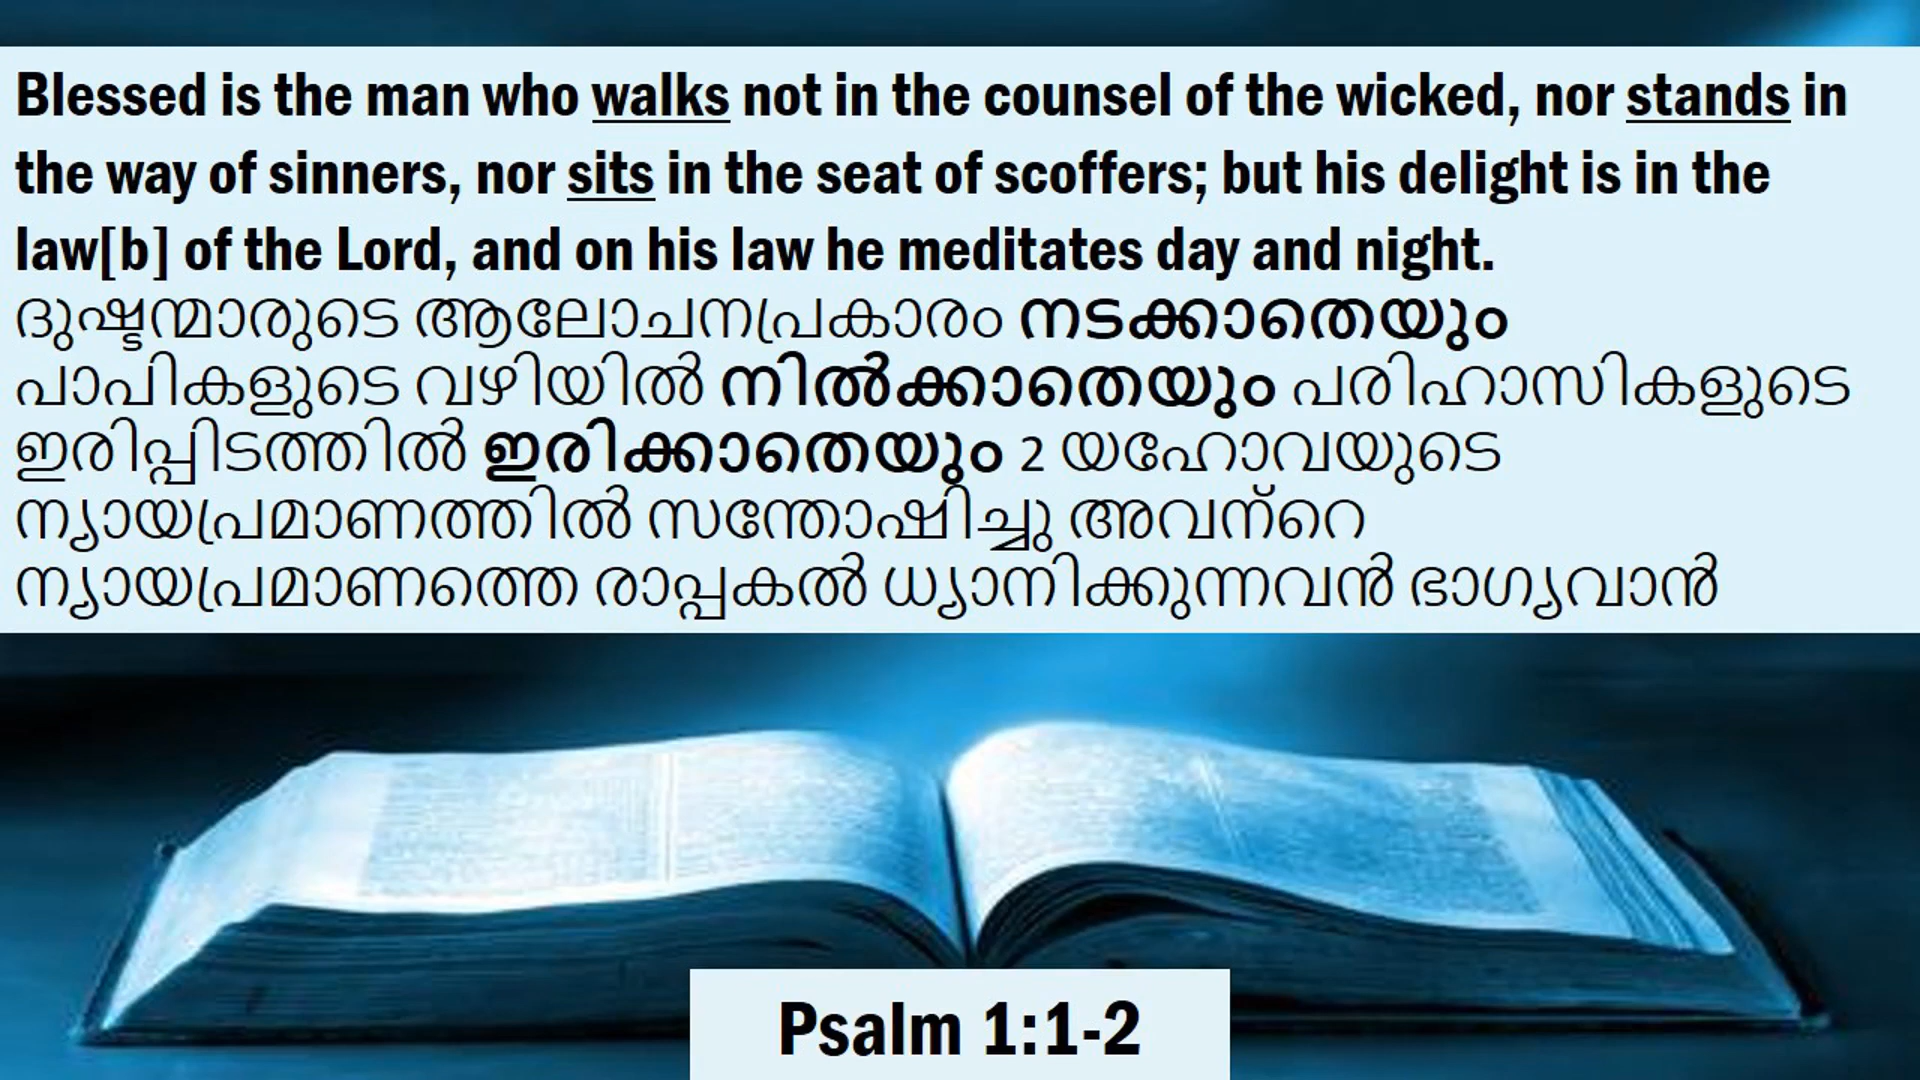 Blessed is the man who walks not in the counsel of the wicked, nor stands in
the way of sinners, nor sits in the seat of scoffers; but his delight is in the
law[b] of the Lord, and on his law he meditates day and night.
ദുഷ്ടന്മാരുടെ ആലോചനപ്രകാരം നടക്കാതെയും
പാപികളുടെ വഴിയിൽ നിൽക്കാതെയും പരിഹാസികളുടെ
ഇരിപ്പിടത്തിൽ ഇരിക്കാതെയും 2 യഹോവയുടെ
ന്യായപ്രമാണത്തിൽ സന്തോഷിച്ചു അവന്റെ
ന്യായപ്രമാണത്തെ രാപ്പകൽ ധ്യാനിക്കുന്നവൻ ഭാഗ്യവാൻ
Psalm 1:1-2